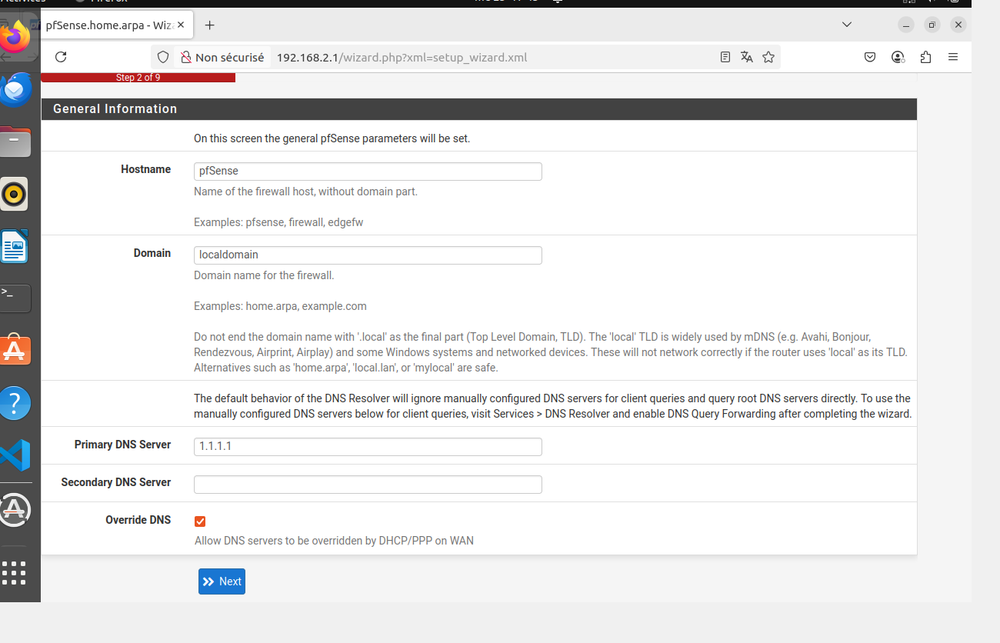 pfSense.home.arpa - Wiz
Non sécurisé
192.168.2.1/wizard.php?xml=setup_wizard.xml
Step 2 of 9
General Information
On this screen the general pfSense parameters will be set.
Hostname
pfSense
Name of the firewall host, without domain part.
Examples: pfsense, firewall, edgefw
Domain
localdomain
Domain name for the firewall.
Examples: home.arpa, example.com
Do not end the domain name with '.local' as the final part (Top Level Domain, TLD). The 'local' TLD is widely used by mDNS (e.g. Avahi, Bonjour,
Rendezvous, Airprint, Airplay) and some Windows systems and networked devices. These will not network correctly if the router uses 'local' as its TLD.
Alternatives such as 'home.arpa', 'local.lan', or 'mylocal' are safe.
The default behavior of the DNS Resolver will ignore manually configured DNS servers for client queries and query root DNS servers directly. To use the
manually configured DNS servers below for client queries, visit Services > DNS Resolver and enable DNS Query Forwarding after completing the wizard.
Primary DNS Server
1.1.1.1
Secondary DNS Server
Override DNS
Allow DNS servers to be overridden by DHCP/PPP on WAN
Next